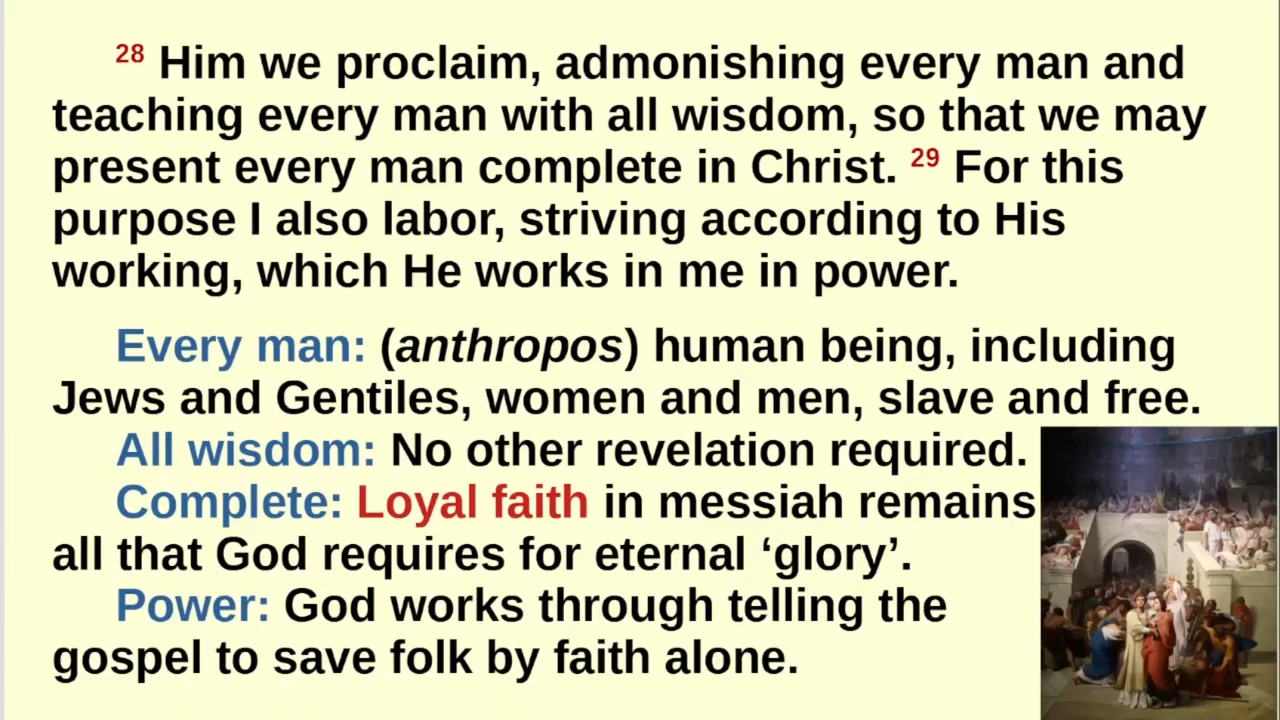 28 Him we proclaim, admonishing every man and
teaching every man with all wisdom, so that we may
present every man complete in Christ. 29 For this
purpose I also labor, striving according to His
working, which He works in me in power.
Every man: (anthropos) human being, including
Jews and Gentiles, women and men, slave and free.
All wisdom: No other revelation required.
Complete: Loyal faith in messiah remains
all that God requires for eternal ‘glory’.
Power: God works through telling the
gospel to save folk by faith alone.